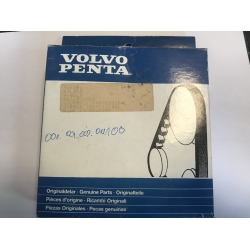 VOLVO
PENTA
Originaldelar · Genuine Parts · Originalteile
Pièces d'origine · Ricambi Originali
Piezas Originales · Peças genuínas